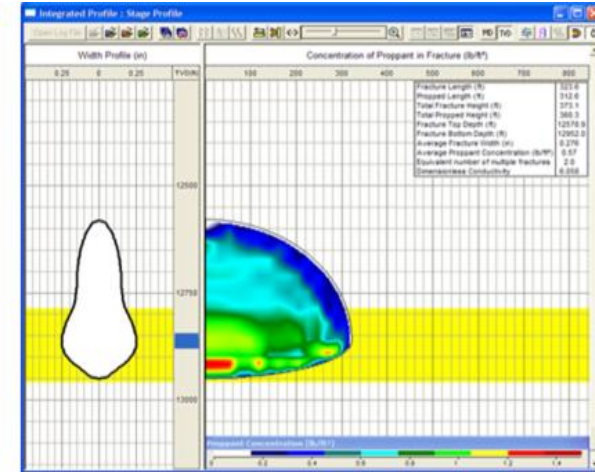 Integrated Profile : Stage Profile
Open Log File
MD TVD
Width Profile (in)
Concentration of Proppant in Fracture (lb/ft²)
0.25 0 0.25 TVD(ft) 100 200 300 400 500 600 700 800
Fracture Length (ft) 323.6
Propped Length (ft) 312.6
Total Fracture Height (ft) 373.1
Total Propped Height (ft) 360.3
Fracture Top Depth (ft) 12578.9
Fracture Bottom Depth (ft) 12952.0
Average Fracture Width (in) 0.276
Average Proppant Concentration (lb/ft²) 0.57
Equivalent number of multiple fractures 2.0
Dimensionless Conductivity 6.058
12500
12750
13000
Proppant Concentration (lb/ft²)
0 0.2 0.4 0.6 0.8 1 1.2 1.4